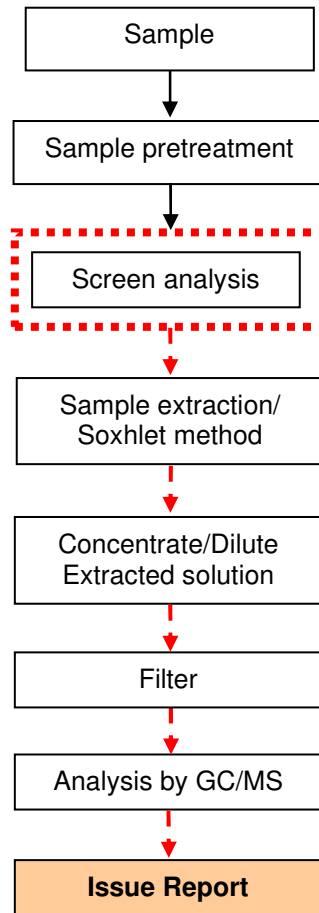 Sample
Sample pretreatment
Screen analysis
Sample extraction/
Soxhlet method
Concentrate/Dilute
Extracted solution
Filter
Analysis by GC/MS
Issue Report